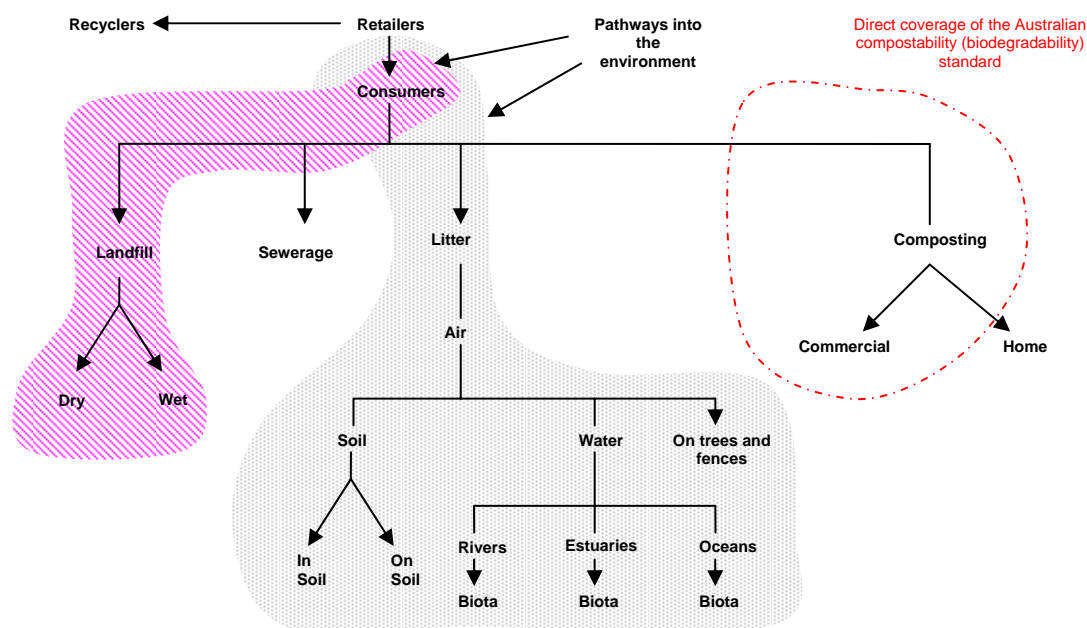 Recyclers
Retailers
Pathways into
the
environment
Direct coverage of the Australian
compostability (biodegradability)
standard
Consumers
Landfill
Sewerage
Litter
Composting
Air
Commercial
Home
Dry
Wet
Soil
Water
On trees and
fences
In
Soil
On
Soil
Rivers
Estuaries
Oceans
Biota
Biota
Biota